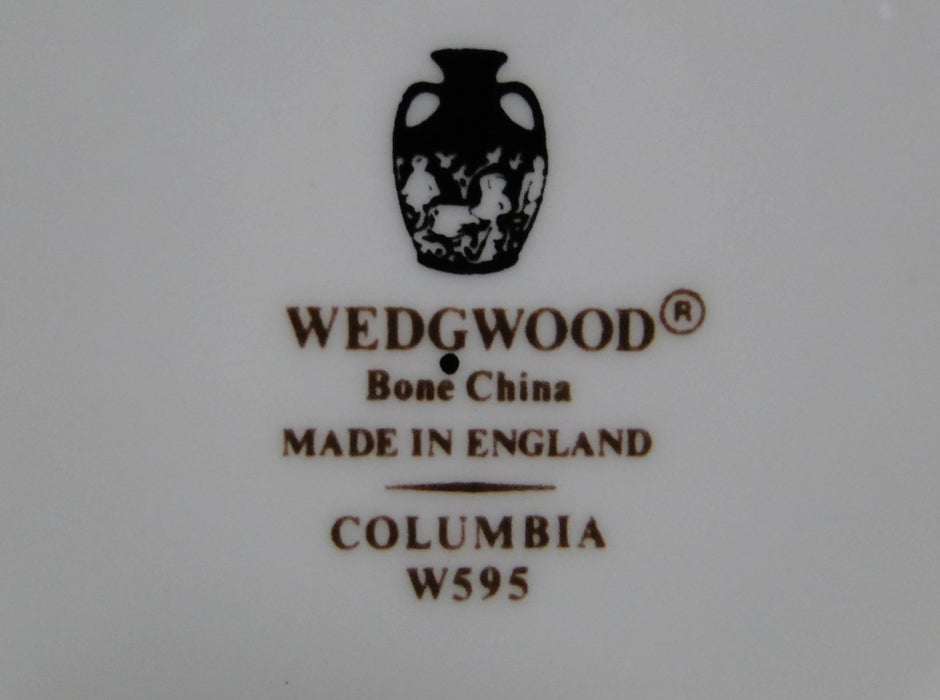 WEDGWOOD®
Bone China
MADE IN ENGLAND
COLUMBIA
W595